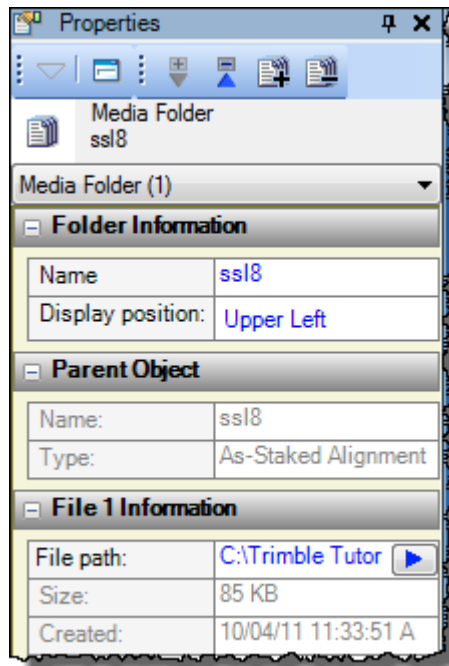 Properties
Media Folder
ssl8
Media Folder (1)
Folder Information
Name ssl8
Display position: Upper Left
Parent Object
Name: ssl8
Type: As-Staked Alignment
File 1 Information
File path: C:\Trimble Tutor
Size: 85 KB
Created: 10/04/11 11:33:51 A